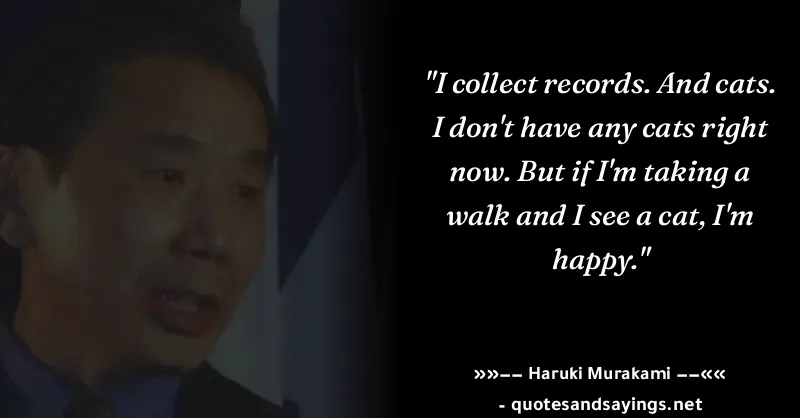 "I collect records. And cats.
I don't have any cats right
now. But if I'm taking a
walk and I see a cat, I'm
happy."
»»–– Haruki Murakami ––««
- quotesandsayings.net